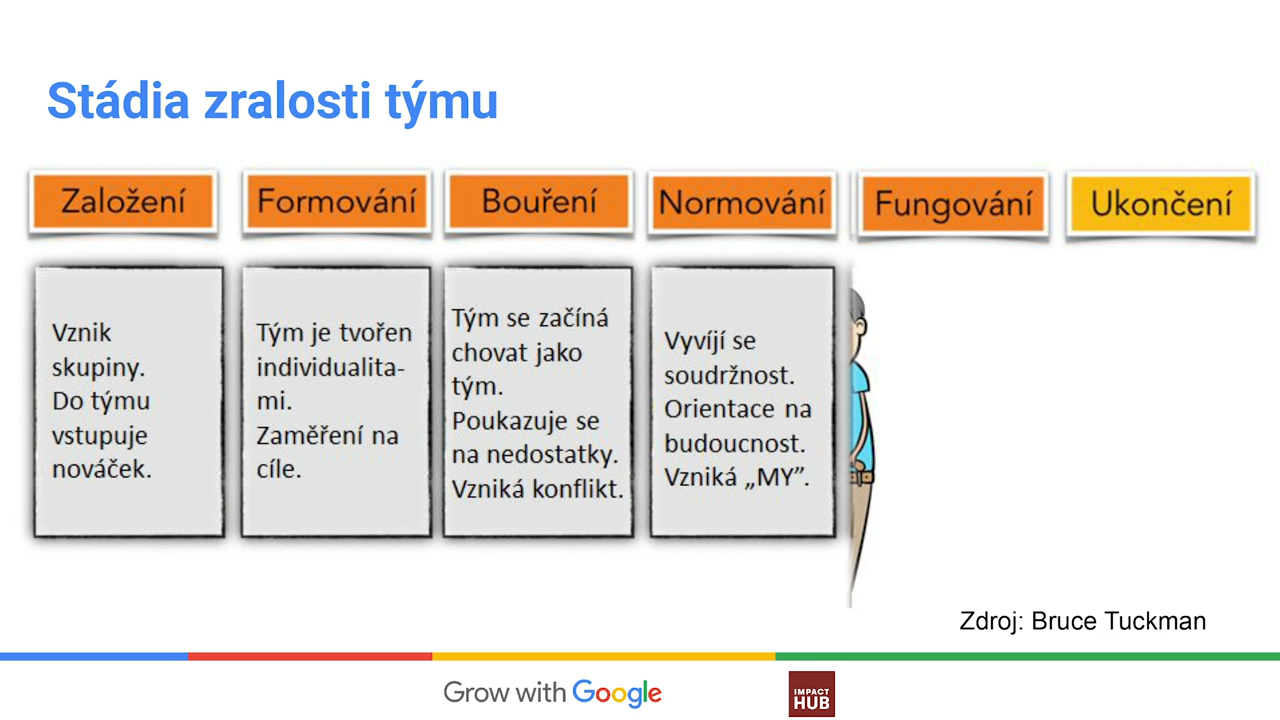 Stádia zralosti týmu
Založení
Formování
Bouření
Normování
Fungování
Ukončení
Vznik
skupiny.
Do týmu
vstupuje
nováček.
Tým je tvořen
individualita-
mi.
Zaměření na
cíle.
Tým se začíná
chovat jako
tým.
Poukazuje se
na nedostatky.
Vzniká konflikt.
Vyvíjí se
soudržnost.
Orientace na
budoucnost.
Vzniká „MY”.
Zdroj: Bruce Tuckman
Grow with Google
IMPACT
HUB